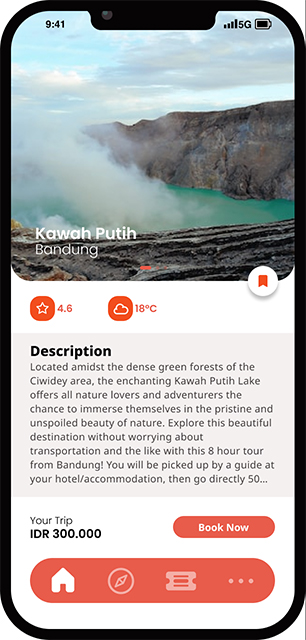 9:41
5G
Kawah Putih
Bandung
4.6
18°C
Description
Located amidst the dense green forests of the
Ciwidey area, the enchanting Kawah Putih Lake
offers all nature lovers and adventurers the
chance to immerse themselves in the pristine and
unspoiled beauty of nature. Explore this beautiful
destination without worrying about
transportation and the like with this 8 hour tour
from Bandung! You will be picked up by a guide at
your hotel/accommodation, then go directly 50...
Your Trip
IDR 300.000
Book Now